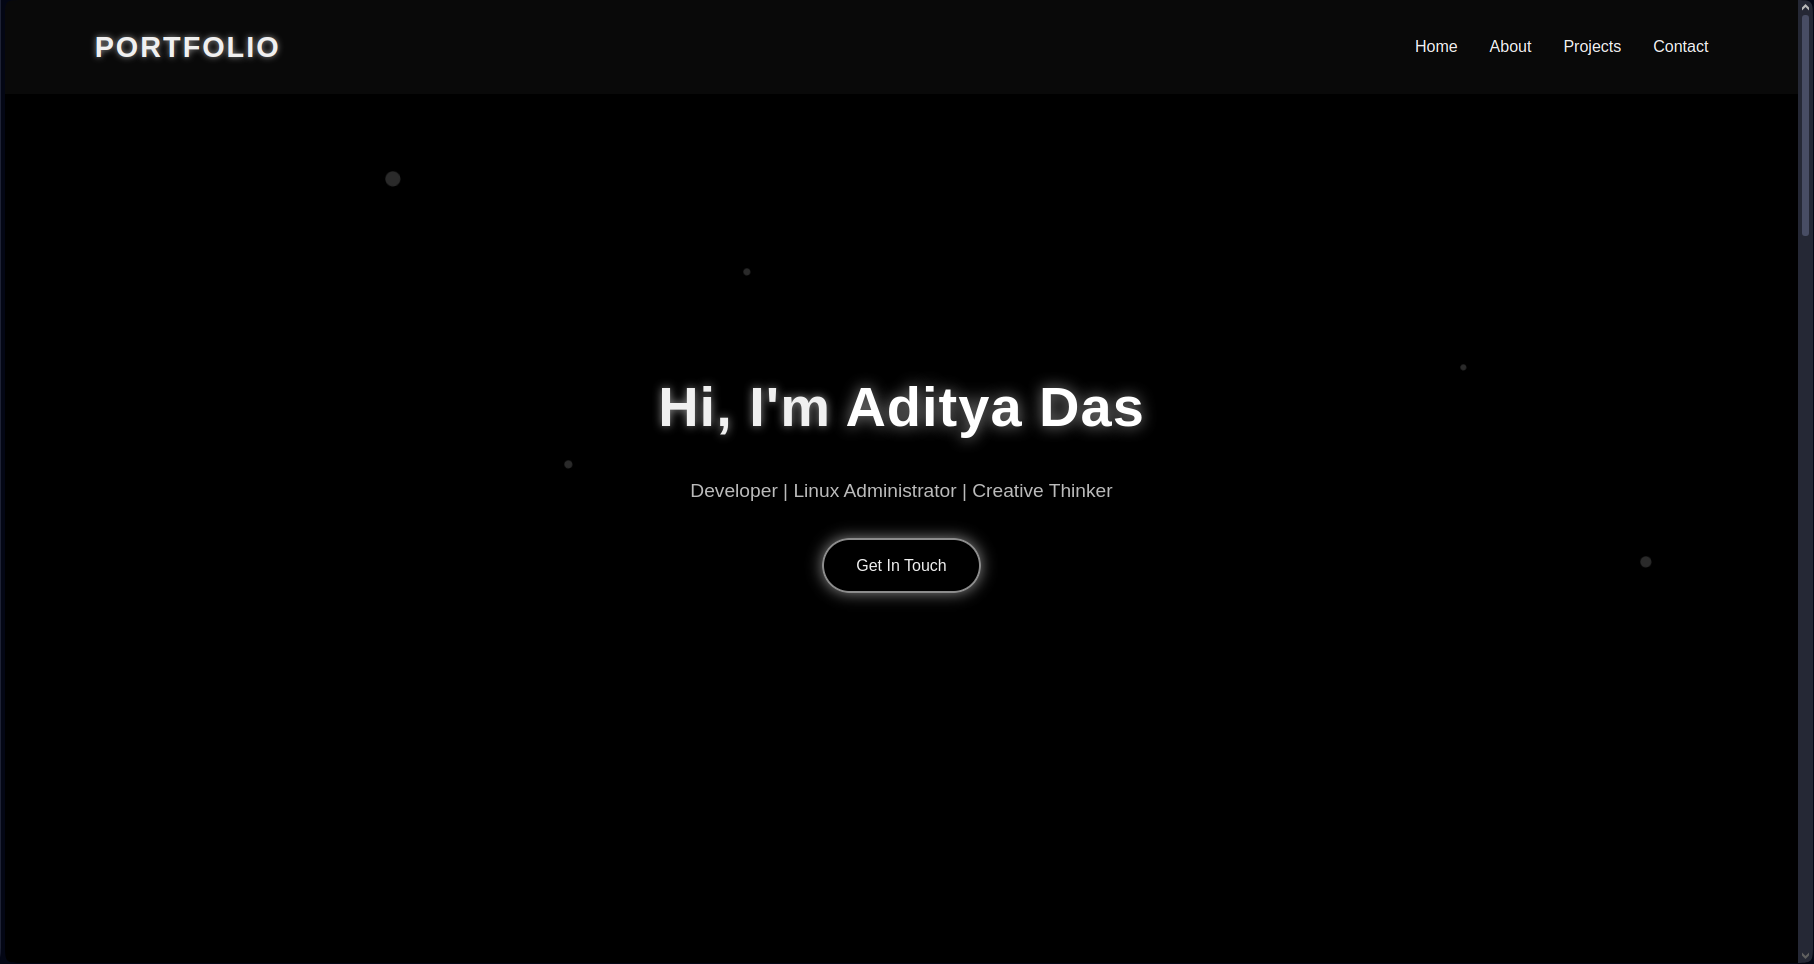 PORTFOLIO
Home About Projects Contact
Hi, I'm Aditya Das
Developer | Linux Administrator | Creative Thinker
Get In Touch